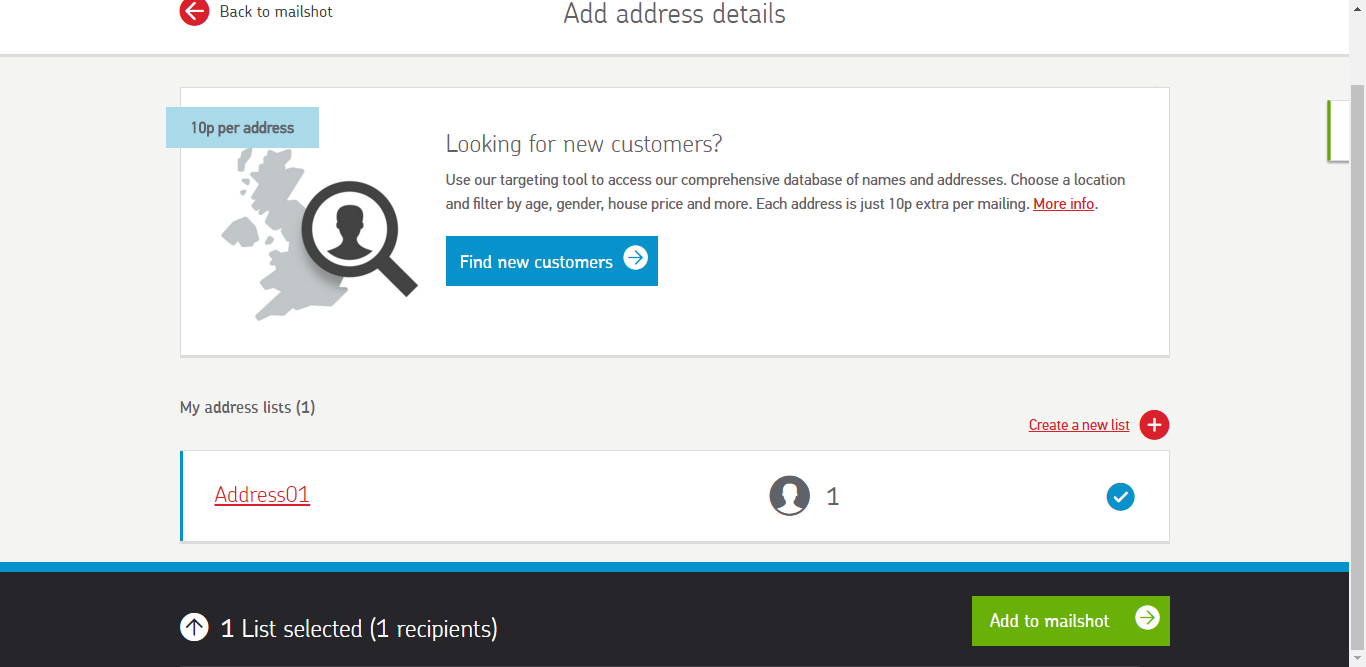 Back to mailshot
Add address details
10p per address
Looking for new customers?
Use our targeting tool to access our comprehensive database of names and addresses. Choose a location
and filter by age, gender, house price and more. Each address is just 10p extra per mailing. More info.
Find new customers
My address lists (1)
Create a new list
Address01
1
1 List selected (1 recipients)
Add to mailshot